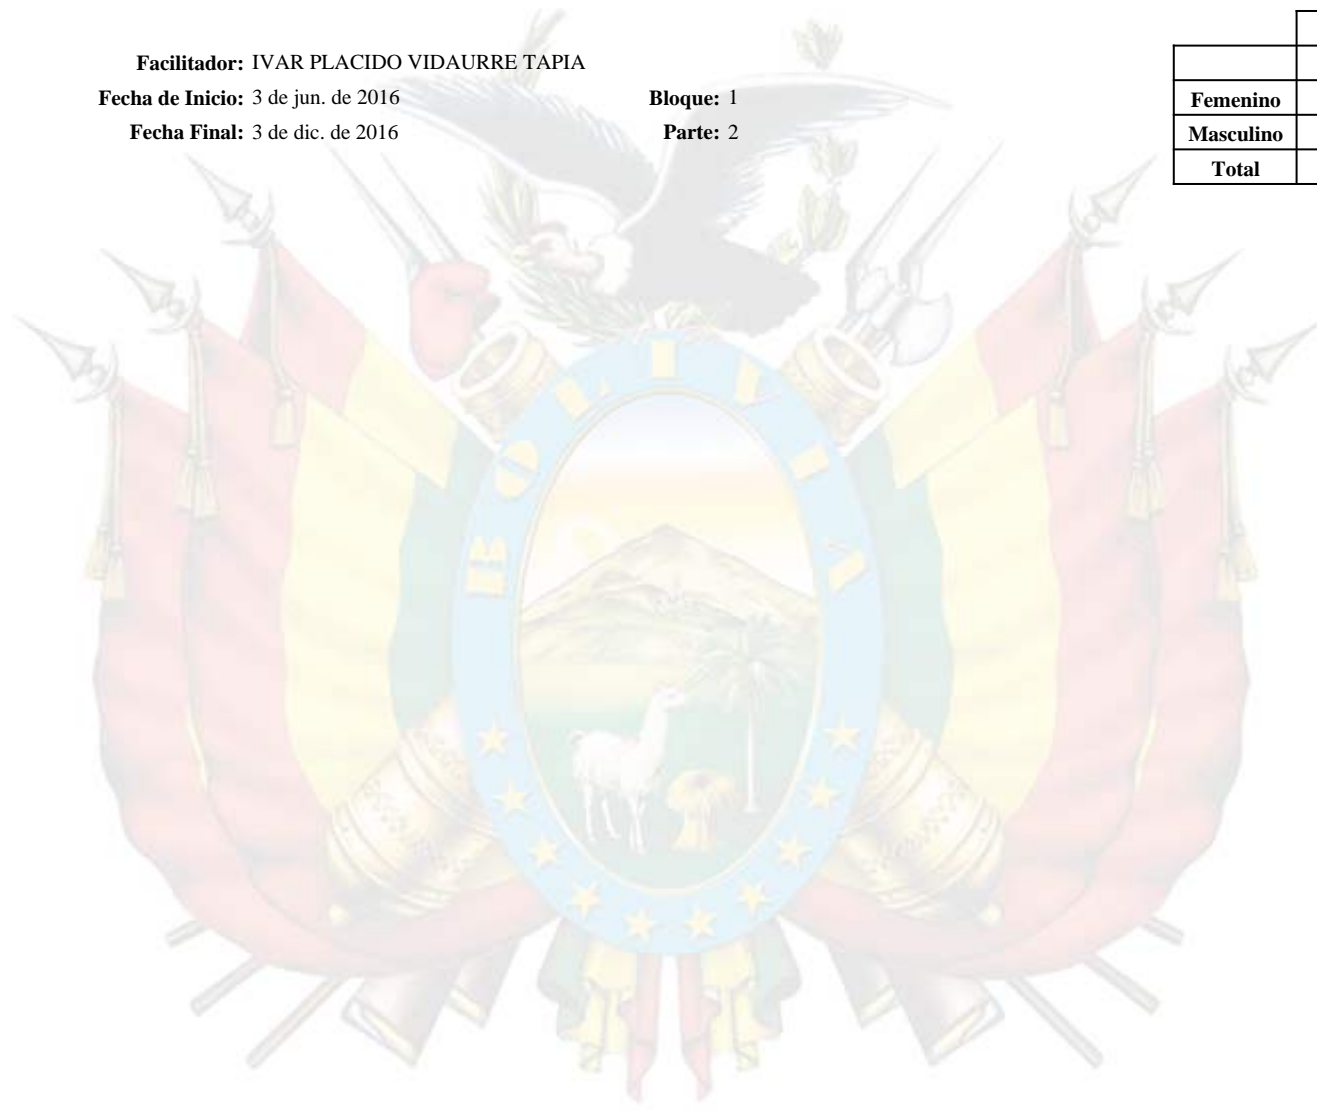 Facilitador: IVAR PLACIDO VIDAURRE TAPIA
Fecha de Inicio: 3 de jun. de 2016 Bloque: 1
Fecha Final: 3 de dic. de 2016 Parte: 2
Femenino
Masculino
Total
BOLIVIA